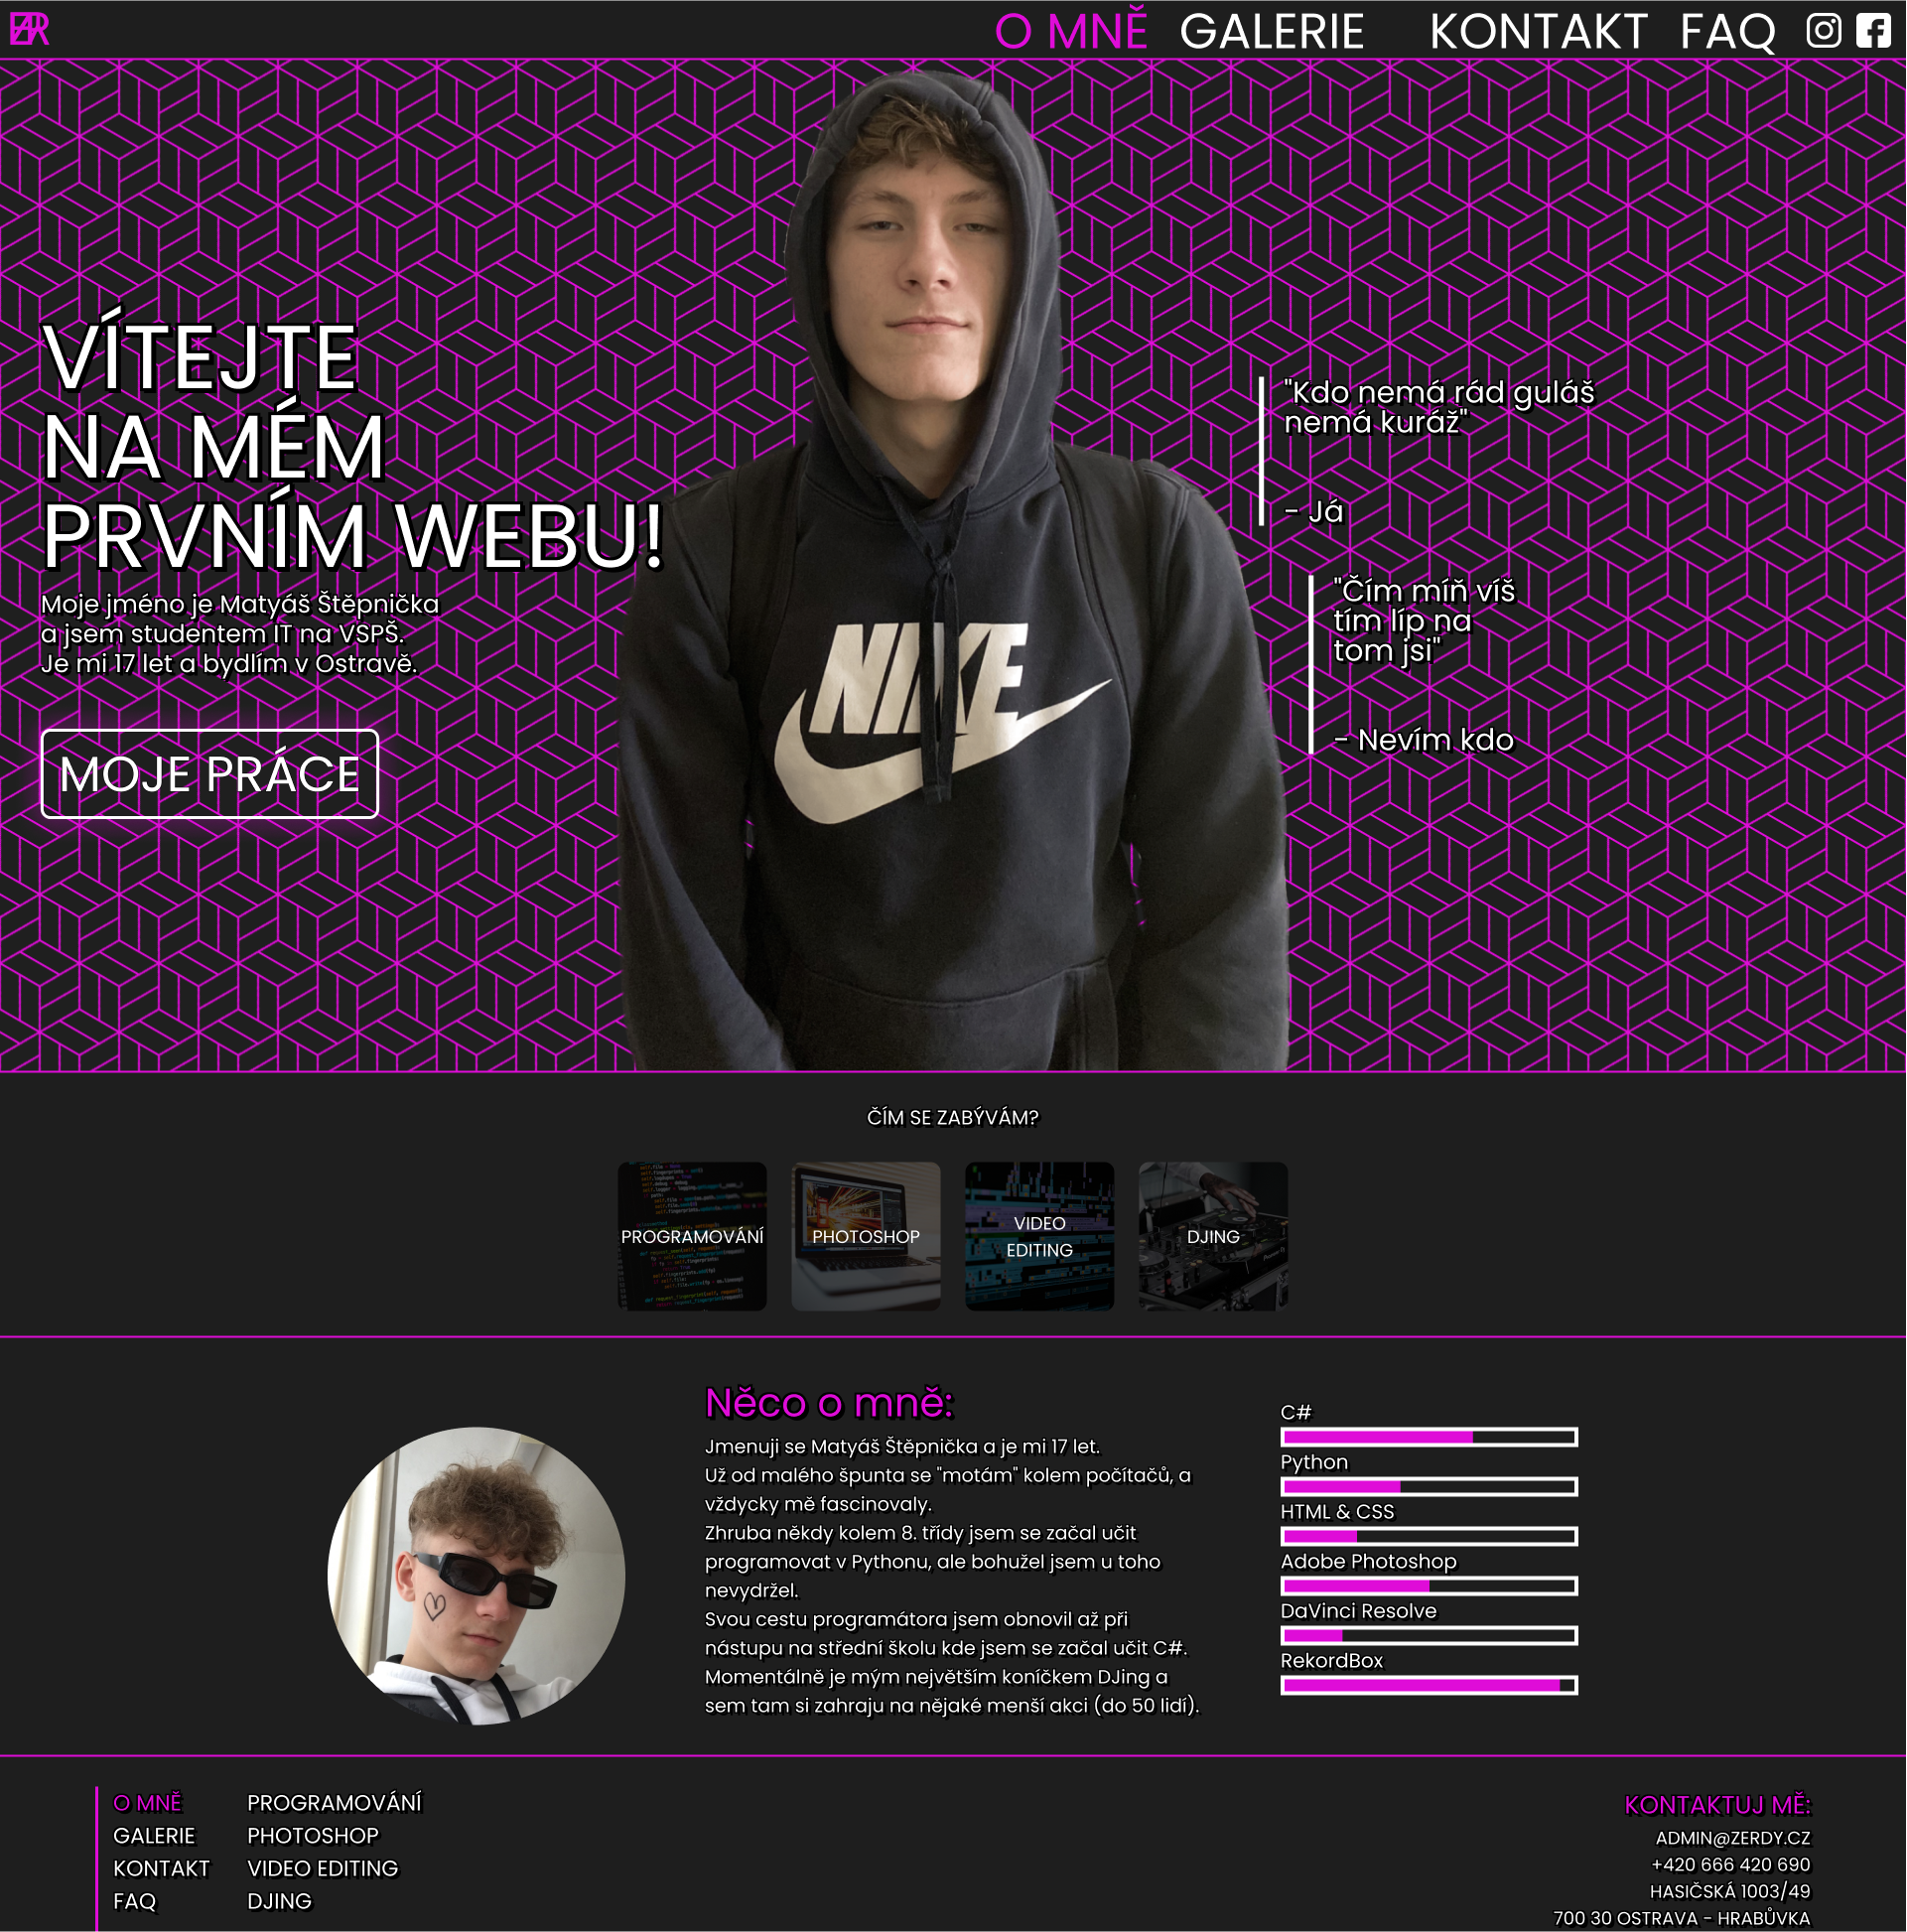 O MNĚ GALERIE KONTAKT FAQ
VÍTEJTE
NA MÉM
PRVNÍM WEBU!
Moje jméno je Matyáš Štěpnička
a jsem studentem IT na VSPŠ.
Je mi 17 let a bydlím v Ostravě.
MOJE PRÁCE
NIKE
"Kdo nemá rád guláš
nemá kuráž"
- Já
"Čím míň víš
tím líp na
tom jsi"
- Nevím kdo
ČÍM SE ZABÝVÁM?
PROGRAMOVÁNÍ
PHOTOSHOP
VIDEO
EDITING
DJING
Něco o mně:
Jmenuji se Matyáš Štěpnička a je mi 17 let.
Už od malého špunta se "motám" kolem počítačů, a
vždycky mě fascinovaly.
Zhruba někdy kolem 8. třídy jsem se začal učit
programovat v Pythonu, ale bohužel jsem u toho
nevydržel.
Svou cestu programátora jsem obnovil až při
nástupu na střední školu kde jsem se začal učit C#.
Momentálně je mým největším koníčkem DJing a
sem tam si zahraju na nějaké menší akci (do 50 lidí).
C#
Python
HTML & CSS
Adobe Photoshop
DaVinci Resolve
RekordBox
O MNĚ
GALERIE
KONTAKT
FAQ
PROGRAMOVÁNÍ
PHOTOSHOP
VIDEO EDITING
DJING
KONTAKTUJ MĚ:
ADMIN@ZERDY.CZ
+420 666 420 690
HASIČSKÁ 1003/49
700 30 OSTRAVA - HRABŮVKA